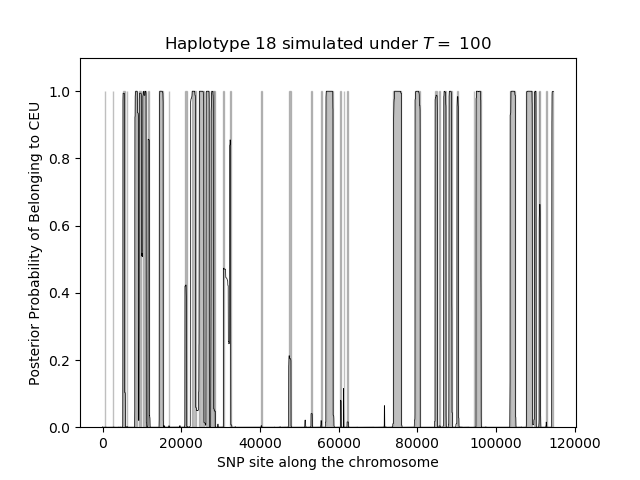 Haplotype 18 simulated under T = 100
Posterior Probability of Belonging to CEU
1.0
0.8
0.6
0.4
0.2
0.0
0 20000 40000 60000 80000 100000 120000
SNP site along the chromosome